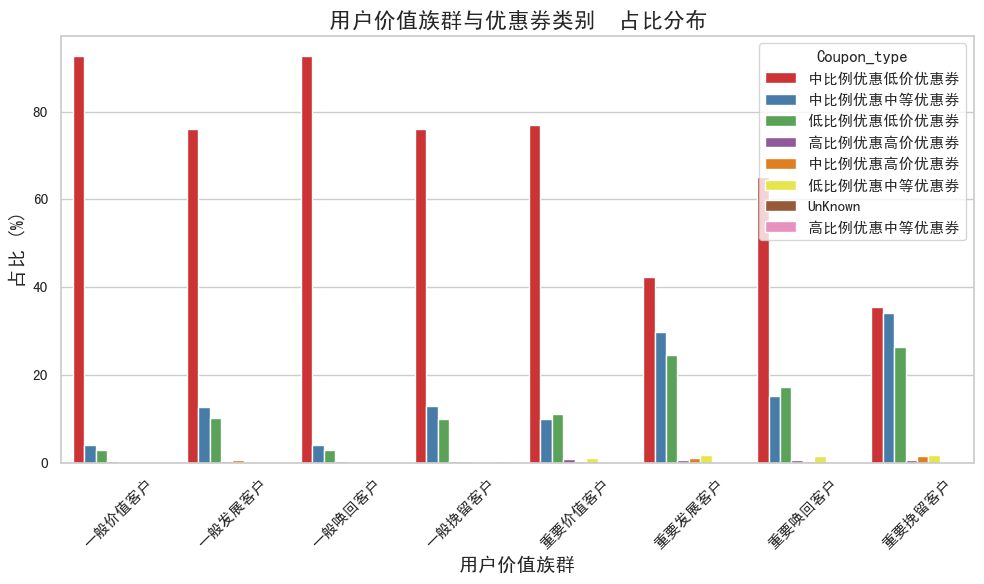 用户价值族群与优惠券类别  占比分布
Coupon_type
中比例优惠低价优惠券
中比例优惠中等优惠券
低比例优惠低价优惠券
高比例优惠高价优惠券
中比例优惠高价优惠券
低比例优惠中等优惠券
UnKnown
高比例优惠中等优惠券
占比 (%)
80
60
40
20
0
一般价值客户
一般发展客户
一般唤回客户
一般挽留客户
重要价值客户
重要发展客户
重要唤回客户
重要挽留客户
用户价值族群